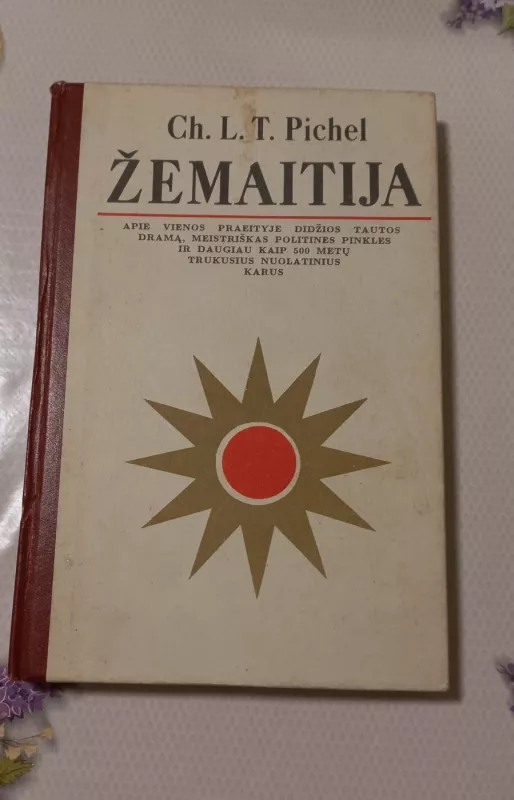 Ch. L. T. Pichel
ŽEMAITIJA
APIE VIENOS PRAEITYJE DIDŽIOS TAUTOS
DRAMĄ, MEISTRIŠKAS POLITINES PINKLES
IR DAUGIAU KAIP 500 METŲ
TRUKUSIUS NUOLATINIUS
KARUS